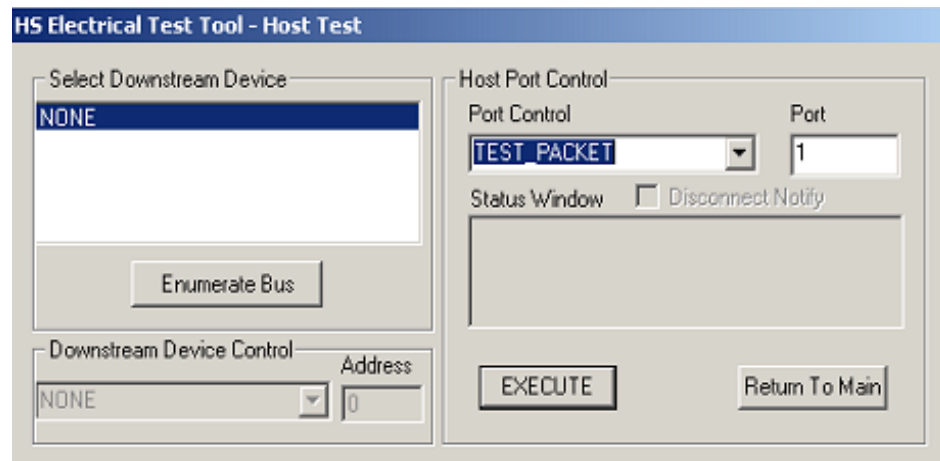 HS Electrical Test Tool - Host Test
Select Downstream Device
NONE
Enumerate Bus
Downstream Device Control
Address
NONE
0
Host Port Control
Port Control
Port
TEST_PACKET
1
Status Window
Disconnect Notify
EXECUTE
Return To Main